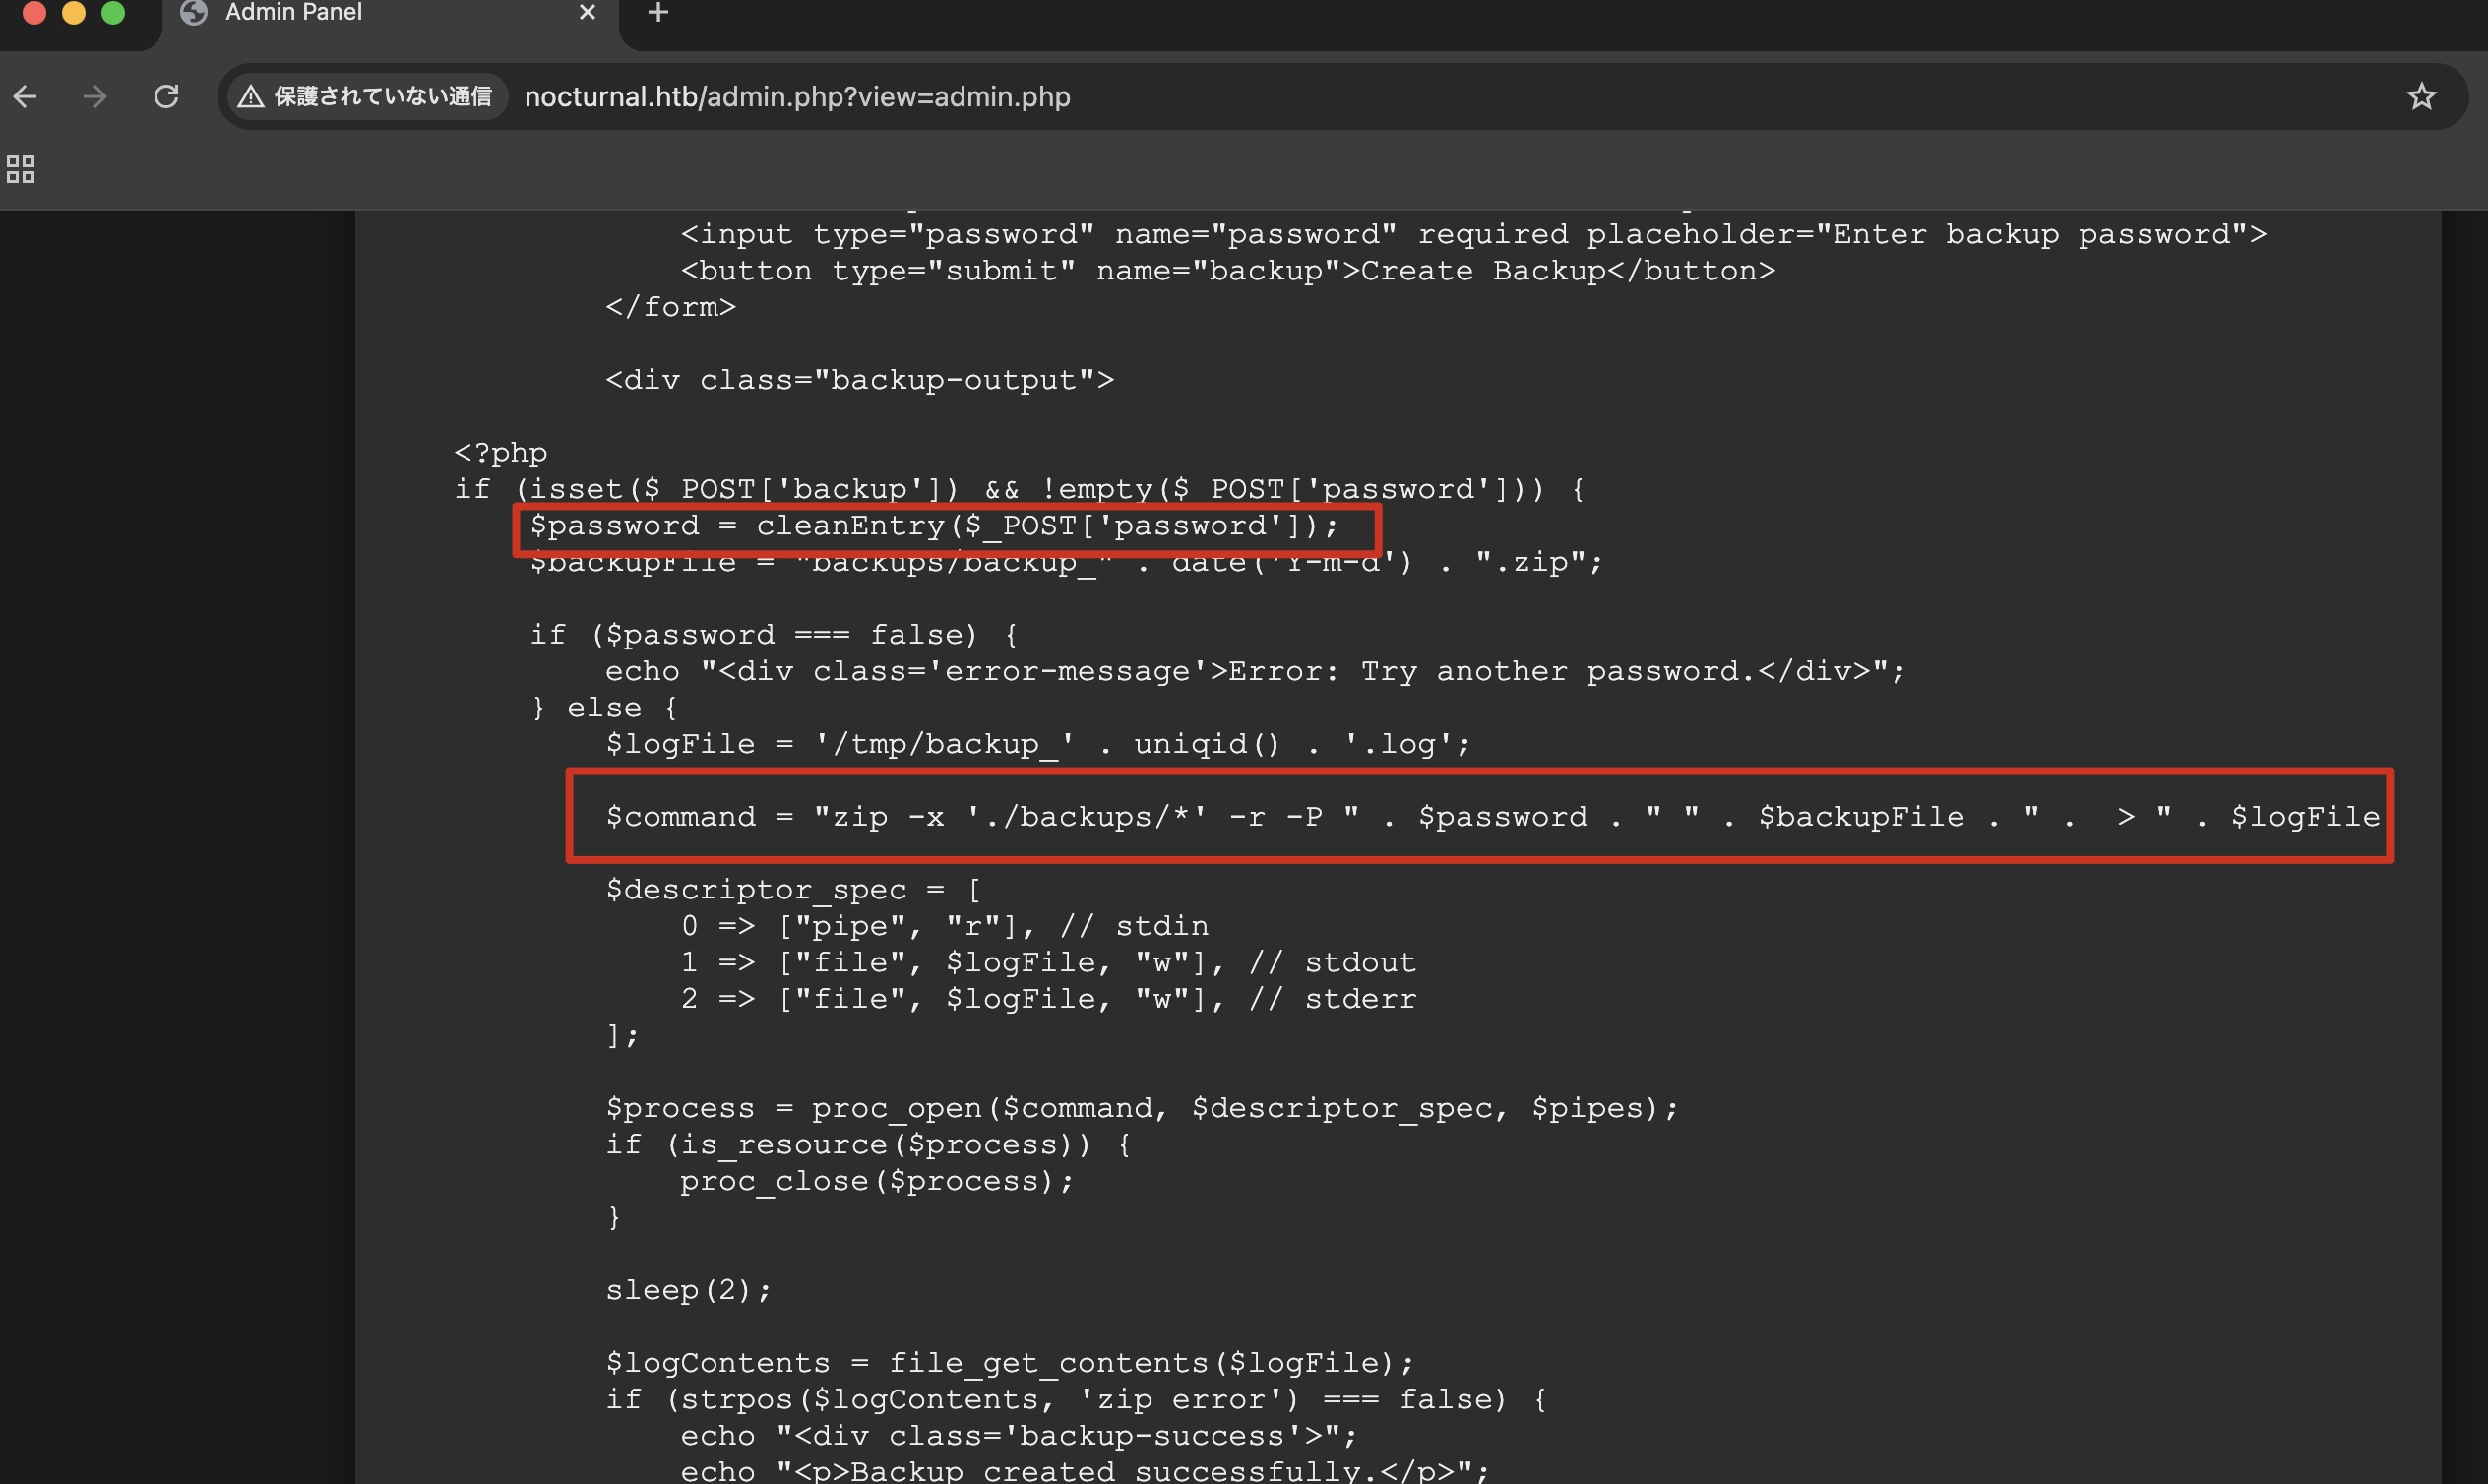 Admin Panel
保護されていない通信 nocturnal.htb/admin.php?view=admin.php
<input type="password" name="password" required placeholder="Enter backup password">
<button type="submit" name="backup">Create Backup</button>
</form>
<div class="backup-output">
<?php
if (isset($_POST['backup']) && !empty($_POST['password'])) {
$password = cleanEntry($_POST['password']);
$backupFile = "backups/backup_" . date('Y-m-d') . ".zip";
if ($password === false) {
echo "<div class='error-message'>Error: Try another password.</div>";
} else {
$logFile = '/tmp/backup_' . uniqid() . '.log';
$command = "zip -x './backups/*' -r -P " . $password . " " . $backupFile . " .  > " . $logFile
$descriptor_spec = [
0 => ["pipe", "r"], // stdin
1 => ["file", $logFile, "w"], // stdout
2 => ["file", $logFile, "w"], // stderr
];
$process = proc_open($command, $descriptor_spec, $pipes);
if (is_resource($process)) {
proc_close($process);
}
sleep(2);
$logContents = file_get_contents($logFile);
if (strpos($logContents, 'zip error') === false) {
echo "<div class='backup-success'>";
echo "<p>Backup created successfully.</p>";